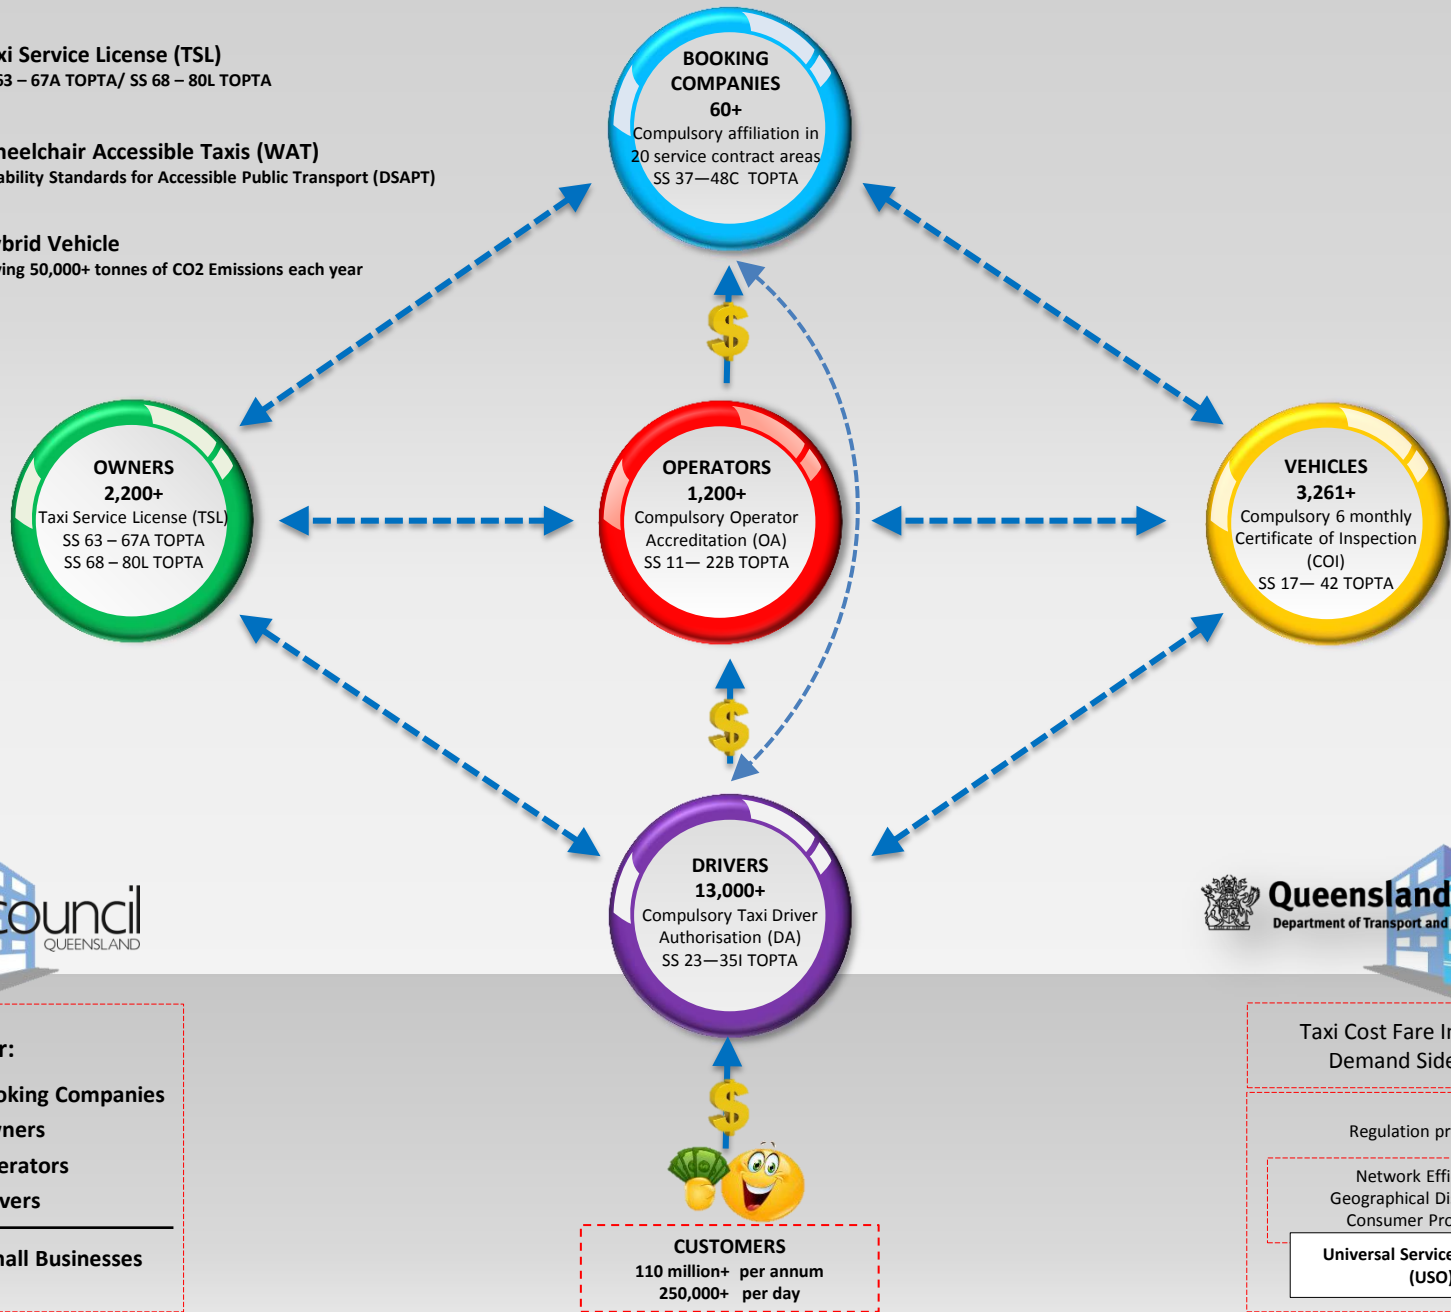 xi Service License (TSL)
63 – 67A TOPTA/ SS 68 – 80L TOPTA
heelchair Accessible Taxis (WAT)
ability Standards for Accessible Public Transport (DSAPT)
brid Vehicle
ving 50,000+ tonnes of CO2 Emissions each year
BOOKING
COMPANIES
60+
Compulsory affiliation in
20 service contract areas
SS 37—48C TOPTA
OWNERS
2,200+
Taxi Service License (TSL)
SS 63 – 67A TOPTA
SS 68 – 80L TOPTA
OPERATORS
1,200+
Compulsory Operator
Accreditation (OA)
SS 11— 22B TOPTA
VEHICLES
3,261+
Compulsory 6 monthly
Certificate of Inspection
(COI)
SS 17— 42 TOPTA
$
$
DRIVERS
13,000+
Compulsory Taxi Driver
Authorisation (DA)
SS 23—35I TOPTA
council
QUEENSLAND
Queensland
Department of Transport and
r:
oking Companies
ners
erators
vers
mall Businesses
$
CUSTOMERS
110 million+ per annum
250,000+ per day
Taxi Cost Fare In
Demand Side
Regulation pr
Network Effi
Geographical Di
Consumer Pro
Universal Service
(USO)